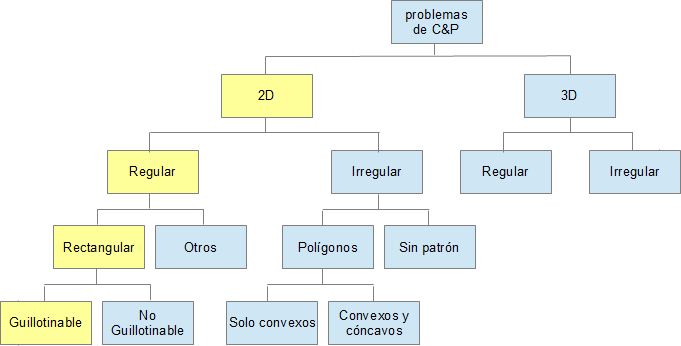 problemas
de C&P
2D
3D
Regular
Irregular
Regular
Irregular
Rectangular
Otros
Polígonos
Sin patrón
Guillotinable
No
Guillotinable
Solo convexos
Convexos y
cóncavos